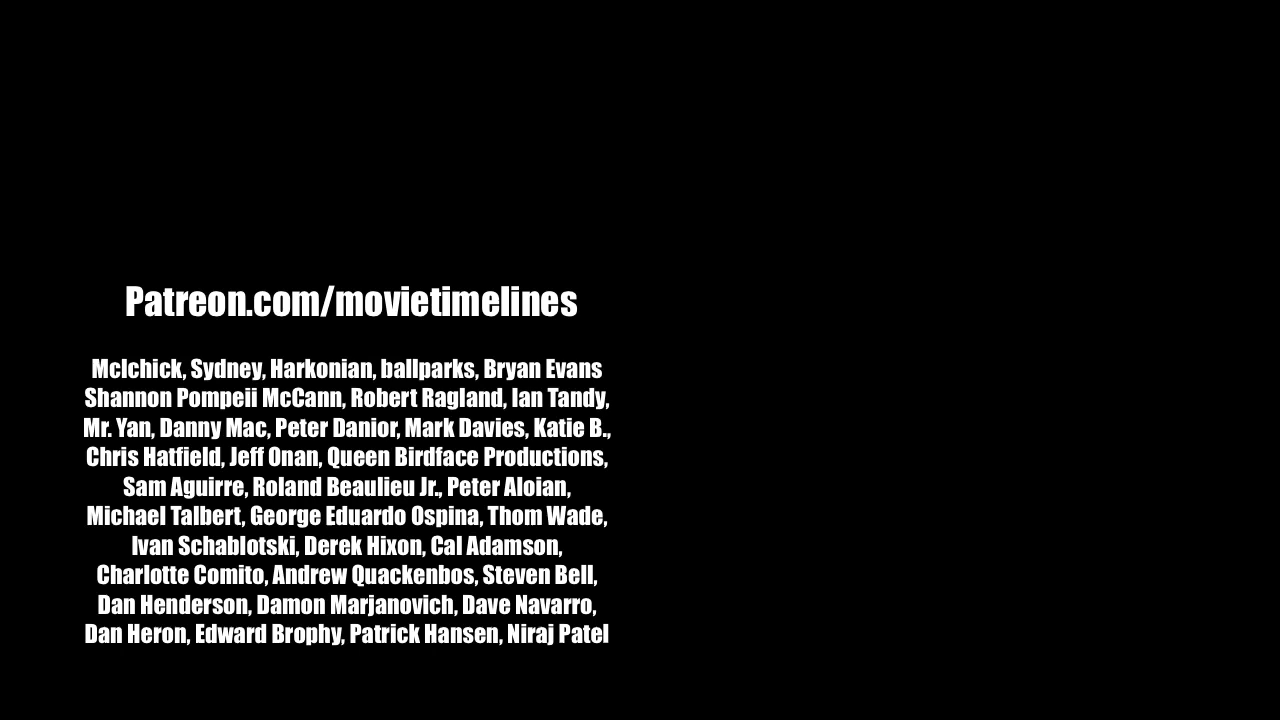 Patreon.com/movietimelines
Mclchick, Sydney, Harkonian, ballparks, Bryan Evans
Shannon Pompeii McCann, Robert Ragland, Ian Tandy,
Mr. Yan, Danny Mac, Peter Danior, Mark Davies, Katie B.,
Chris Hatfield, Jeff Onan, Queen Birdface Productions,
Sam Aguirre, Roland Beaulieu Jr., Peter Aloian,
Michael Talbert, George Eduardo Ospina, Thom Wade,
Ivan Schablotski, Derek Hixon, Cal Adamson,
Charlotte Comito, Andrew Quackenbos, Steven Bell,
Dan Henderson, Damon Marjanovich, Dave Navarro,
Dan Heron, Edward Brophy, Patrick Hansen, Niraj Patel